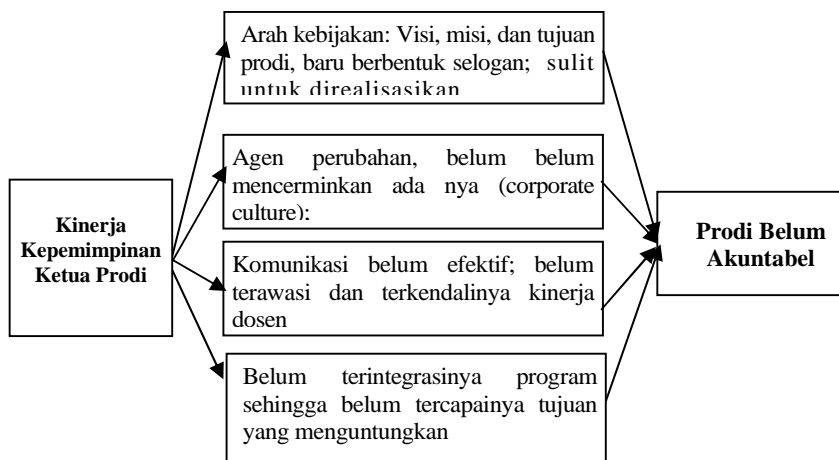 Arah kebijakan: Visi, misi, dan tujuan
prodi, baru berbentuk selogan; sulit
untuk direalisasikan
Agen perubahan, belum belum
mencerminkan ada nya (corporate
culture);
Kinerja
Kepemimpinan
Ketua Prodi
Komunikasi belum efektif; belum
terawasi dan terkendalinya kinerja
dosen
Belum terintegrasinya program
sehingga belum tercapainya tujuan
yang menguntungkan
Prodi Belum
Akuntabel